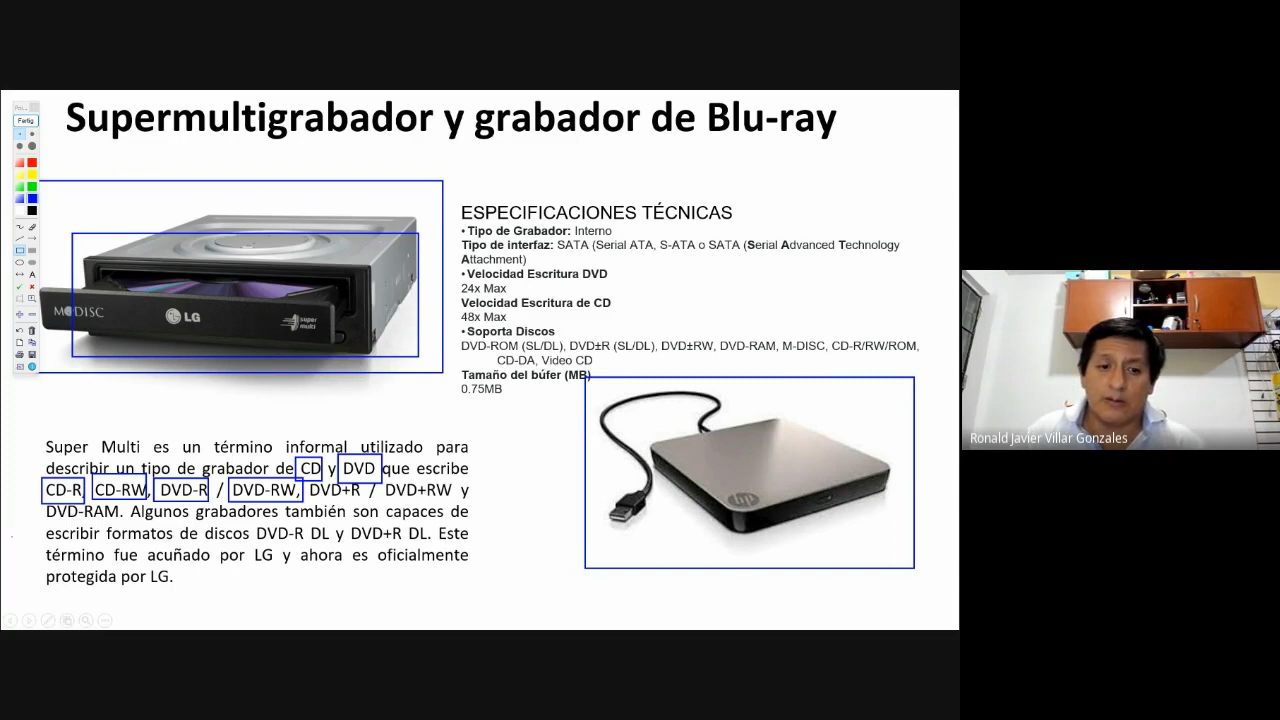 Supermultigrabador y grabador de Blu-ray
Fertig
M DISC
LG
super
multi
ESPECIFICACIONES TÉCNICAS
• Tipo de Grabador: Interno
Tipo de interfaz: SATA (Serial ATA, S-ATA o SATA (Serial Advanced Technology
Attachment)
• Velocidad Escritura DVD
24x Max
Velocidad Escritura de CD
48x Max
• Soporta Discos
DVD-ROM (SL/DL), DVD±R (SL/DL), DVD±RW, DVD-RAM, M-DISC, CD-R/RW/ROM,
CD-DA, Video CD
Tamaño del búfer (MB)
0.75MB
hp
Super Multi es un término informal utilizado para
describir un tipo de grabador de CD y DVD que escribe
CD-R, CD-RW, DVD-R / DVD-RW, DVD+R / DVD+RW y
DVD-RAM. Algunos grabadores también son capaces de
escribir formatos de discos DVD-R DL y DVD+R DL. Este
término fue acuñado por LG y ahora es oficialmente
protegida por LG.
Ronald Javier Villar Gonzales